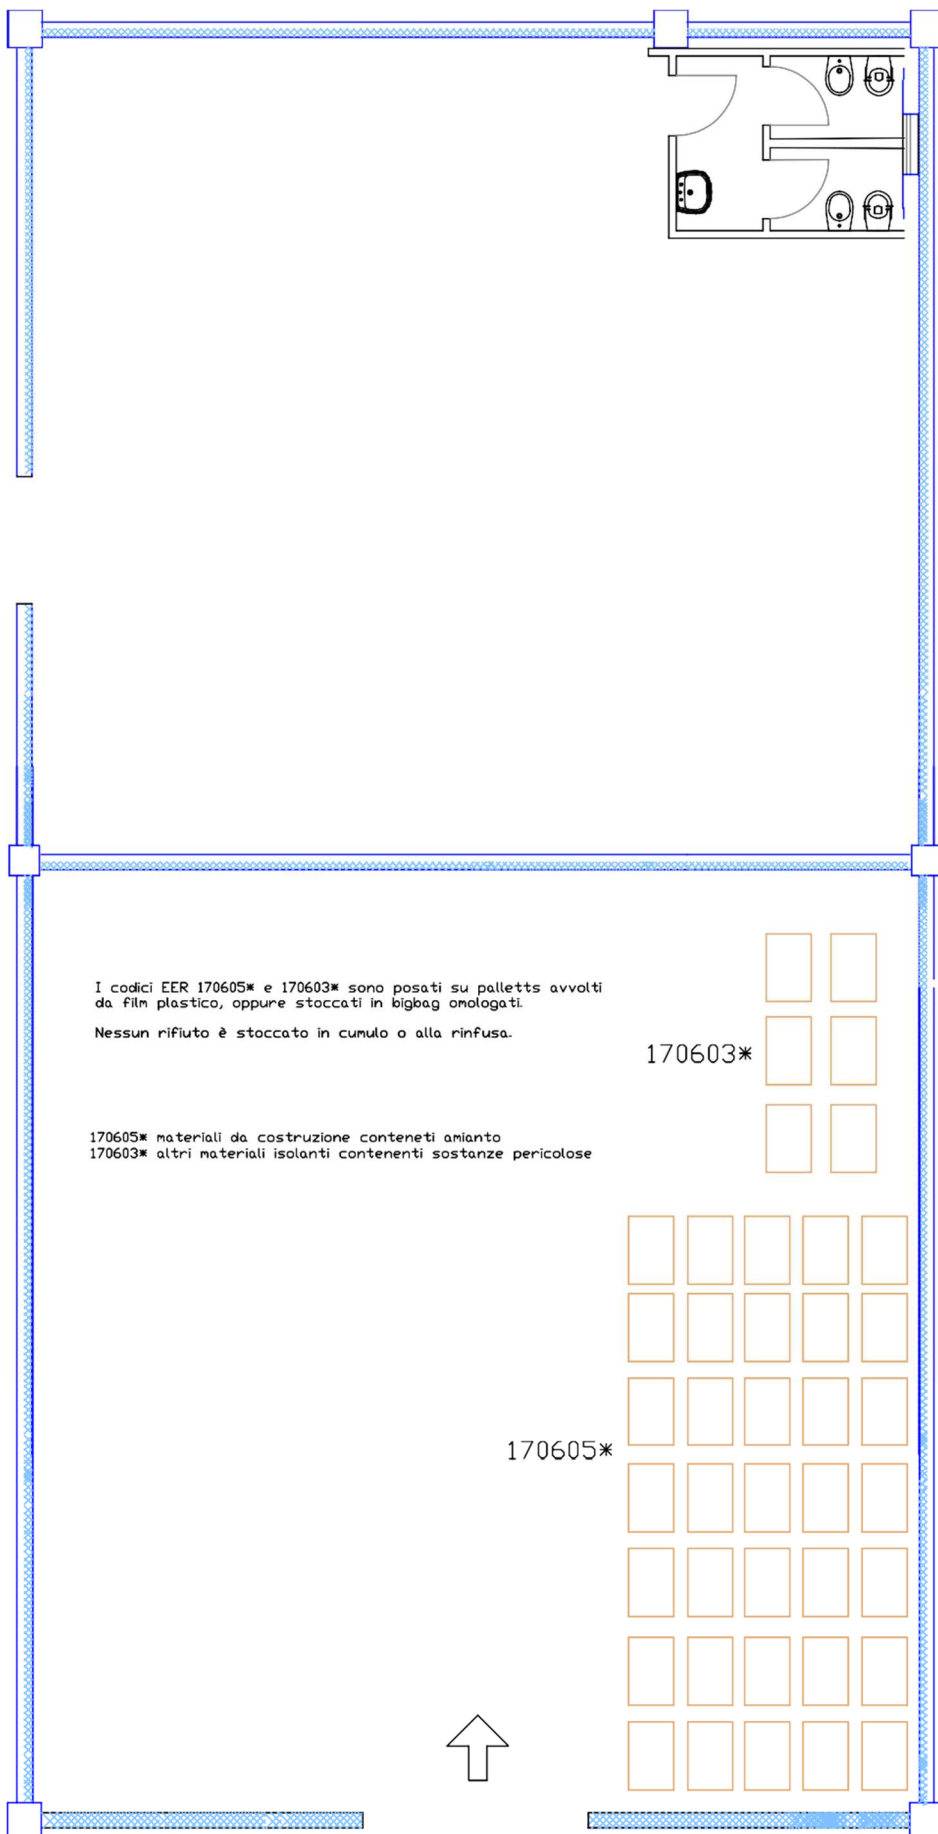 I codici EER 170605* e 170603* sono posati su palletts avvolti
da film plastico, oppure stoccati in bigbag omologati.
Nessun rifiuto è stoccato in cumulo o alla rinfusa.
170603*
170605* materiali da costruzione conteneti amianto
170603* altri materiali isolanti contenenti sostanze pericolose
170605*